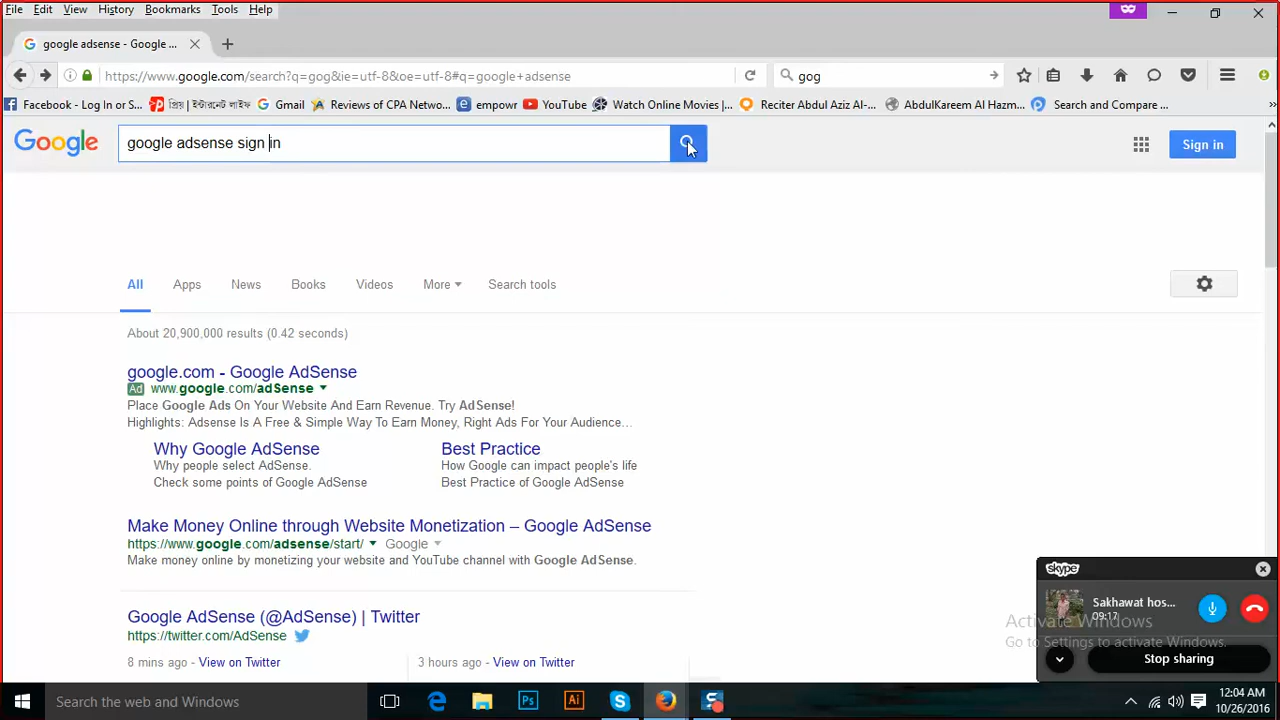 File Edit View History Bookmarks Tools Help
google adsense - Google ...
https://www.google.com/search?q=gog&ie=utf-8&oe=utf-8#q=google+adsense
gog
Facebook - Log In or S... প্রিয় | ইন্টারনেট লাইফ Gmail Reviews of CPA Netwo... empowr YouTube Watch Online Movies |... Reciter Abdul Aziz Al-... AbdulKareem Al Hazm... Search and Compare ...
Google google adsense sign in Sign in
All Apps News Books Videos More Search tools
About 20,900,000 results (0.42 seconds)
google.com - Google AdSense
Ad www.google.com/adSense
Place Google Ads On Your Website And Earn Revenue. Try AdSense!
Highlights: Adsense Is A Free & Simple Way To Earn Money, Right Ads For Your Audience...
Why Google AdSense Best Practice
Why people select AdSense. How Google can impact people's life
Check some points of Google AdSense Best Practice of Google AdSense
Make Money Online through Website Monetization – Google AdSense
https://www.google.com/adsense/start/ Google
Make money online by monetizing your website and YouTube channel with Google AdSense.
Google AdSense (@AdSense) | Twitter
https://twitter.com/AdSense
8 mins ago - View on Twitter 3 hours ago - View on Twitter
skype
Sakhawat hos...
09:17
Activate Windows
Go to Settings to activate Windows.
Stop sharing
Search the web and Windows
Ps Ai S
12:04 AM
10/26/2016